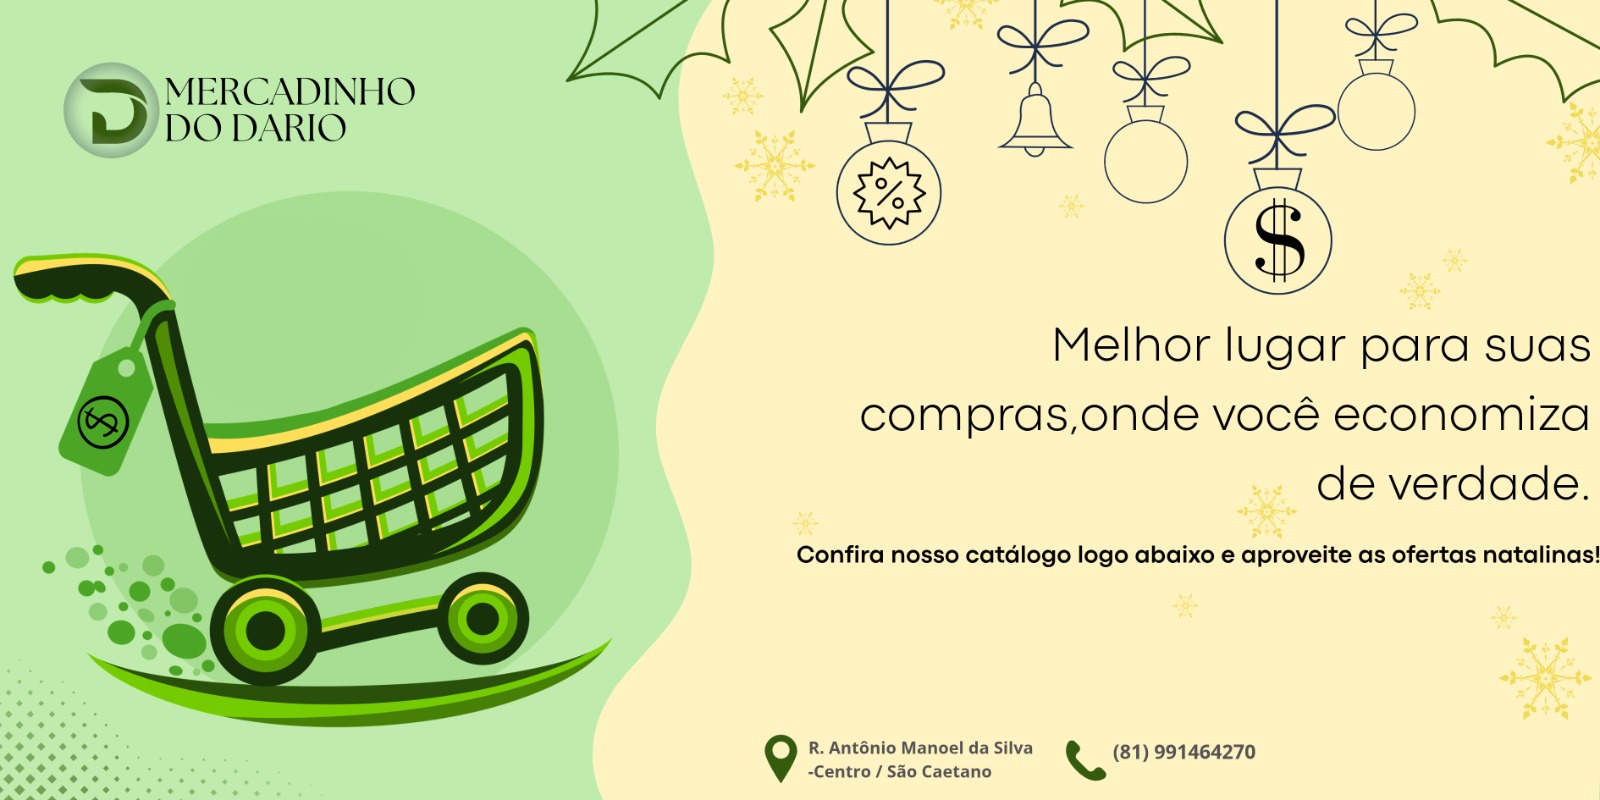 MERCADINHO
DO DARIO
%
$
$
Melhor lugar para suas
compras,onde você economiza
de verdade.
Confira nosso catálogo logo abaixo e aproveite as ofertas natalinas!
R. Antônio Manoel da Silva
-Centro / São Caetano
(81) 991464270